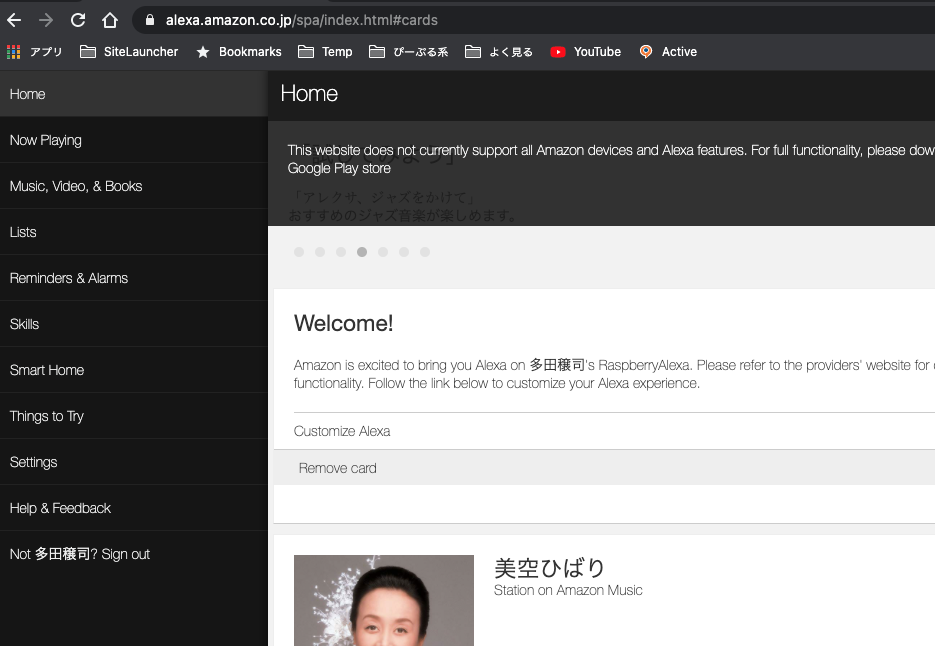 alexa.amazon.co.jp/spa/index.html#cards
アプリ SiteLauncher Bookmarks Temp ぴーぷる系 よく見る YouTube Active
Home
Now Playing
Music, Video, & Books
Lists
Reminders & Alarms
Skills
Smart Home
Things to Try
Settings
Help & Feedback
Not 多田穣司? Sign out
Home
This website does not currently support all Amazon devices and Alexa features. For full functionality, please dow
Google Play store
「アレクサ、ジャズをかけて」
おすすめのジャズ音楽が楽しめます。
Welcome!
Amazon is excited to bring you Alexa on 多田穣司's RaspberryAlexa. Please refer to the providers' website for
functionality. Follow the link below to customize your Alexa experience.
Customize Alexa
Remove card
美空ひばり
Station on Amazon Music